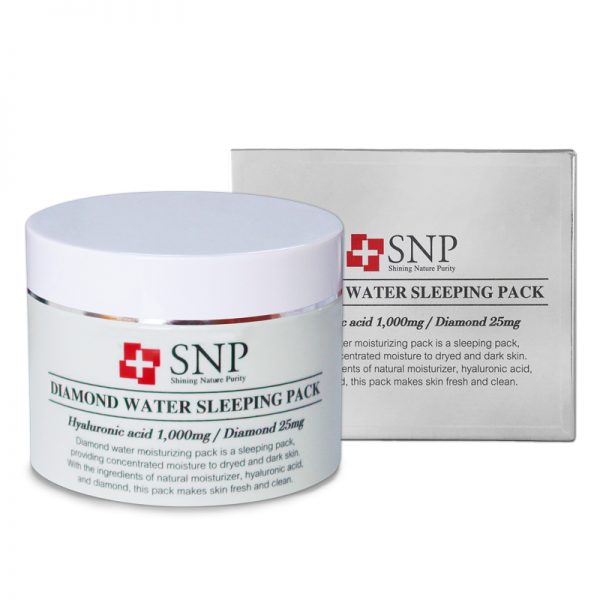 SNP
Shining Nature Purity
DIAMOND WATER SLEEPING PACK
Hyaluronic acid 1,000mg / Diamond 25mg
Diamond water moisturizing pack is a sleeping pack,
providing concentrated moisture to dryed and dark skin.
With the ingredients of natural moisturizer, hyaluronic acid,
and diamond, this pack makes skin fresh and clean.
SNP
Shining Nature Purity
WATER SLEEPING PACK
acid 1,000mg / Diamond 25mg
moisturizing pack is a sleeping pack,
moisture to dryed and dark skin.
of natural moisturizer, hyaluronic acid,
this pack makes skin fresh and clean.